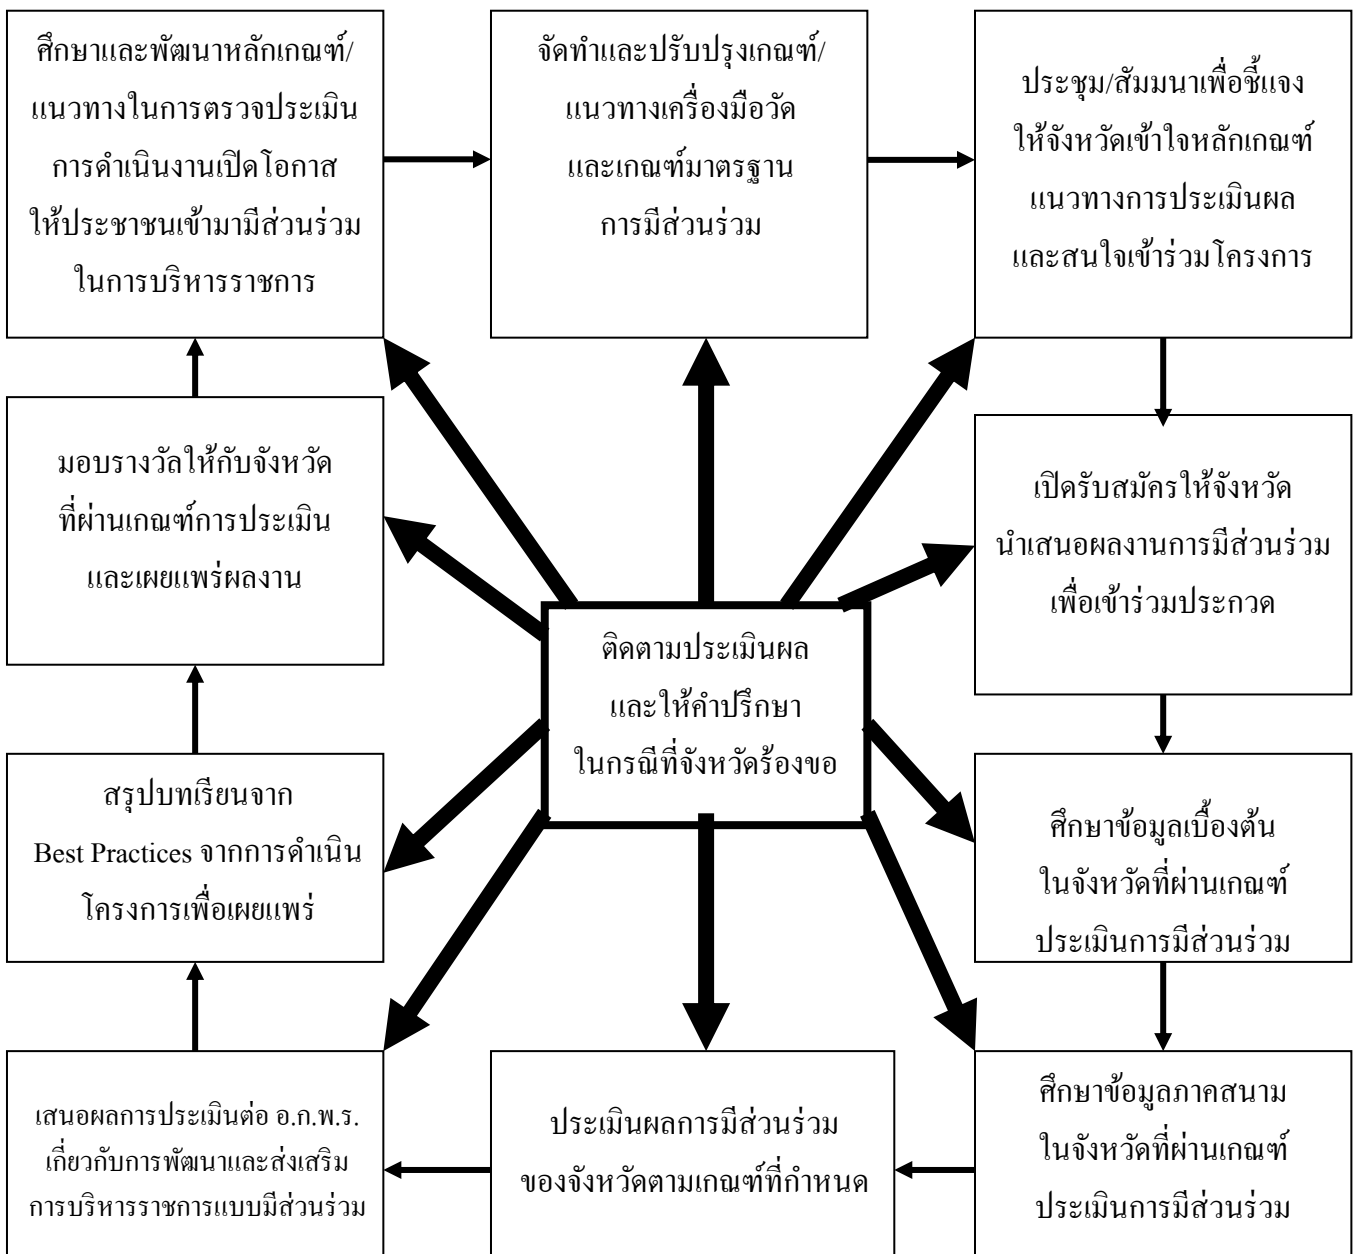 ศึกษาและพัฒนาหลักเกณฑ์/
แนวทางในการตรวจประเมิน
การดำเนินงานเปิดโอกาส
ให้ประชาชนเข้ามามีส่วนร่วม
ในการบริหารราชการ
จัดทำและปรับปรุงเกณฑ์/
แนวทางเครื่องมือวัด
และเกณฑ์มาตรฐาน
การมีส่วนร่วม
ประชุม/สัมมนาเพื่อชี้แจง
ให้จังหวัดเข้าใจหลักเกณฑ์
แนวทางการประเมินผล
และสนใจเข้าร่วมโครงการ
มอบรางวัลให้กับจังหวัด
ที่ผ่านเกณฑ์การประเมิน
และเผยแพร่ผลงาน
เปิดรับสมัครให้จังหวัด
นำเสนอผลงานการมีส่วนร่วม
เพื่อเข้าร่วมประกวด
ติดตามประเมินผล
และให้คำปรึกษา
ในกรณีที่จังหวัดร้องขอ
สรุปบทเรียนจาก
Best Practices จากการดำเนิน
โครงการเพื่อเผยแพร่
ศึกษาข้อมูลเบื้องต้น
ในจังหวัดที่ผ่านเกณฑ์
ประเมินการมีส่วนร่วม
เสนอผลการประเมินต่อ อ.ก.พ.ร.
เกี่ยวกับการพัฒนาและส่งเสริม
การบริหารราชการแบบมีส่วนร่วม
ประเมินผลการมีส่วนร่วม
ของจังหวัดตามเกณฑ์ที่กำหนด
ศึกษาข้อมูลภาคสนาม
ในจังหวัดที่ผ่านเกณฑ์
ประเมินการมีส่วนร่วม